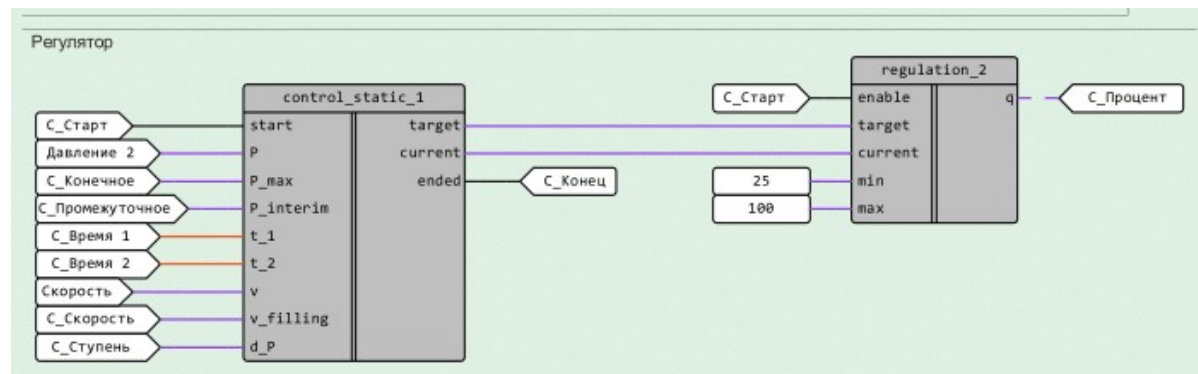 Регулятор
control_static_1
С_Старт
start
target
Давление 2
P
current
С_Конечное
P_max
ended
С_Конец
С_Промежуточное
P_interim
С_Время 1
t_1
С_Время 2
t_2
Скорость
v
С_Скорость
v_filling
С_Ступень
d_P
regulation_2
С_Старт
enable
q
С_Процент
target
current
25
min
100
max